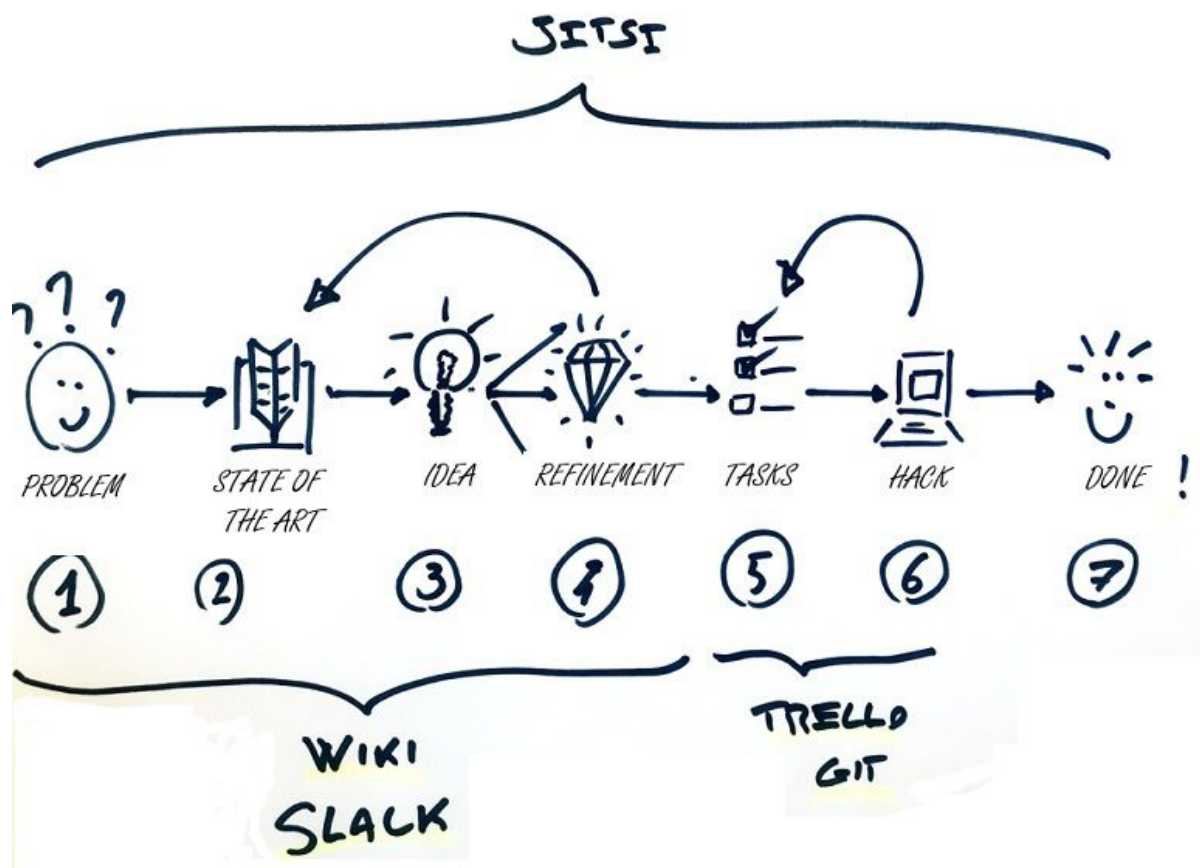 JITSI
? ? ?
PROBLEM STATE OF THE ART IDEA REFINEMENT TASKS HACK DONE !
1 2 3 4 5 6 7
WIKI
SLACK
TRELLO
GIT